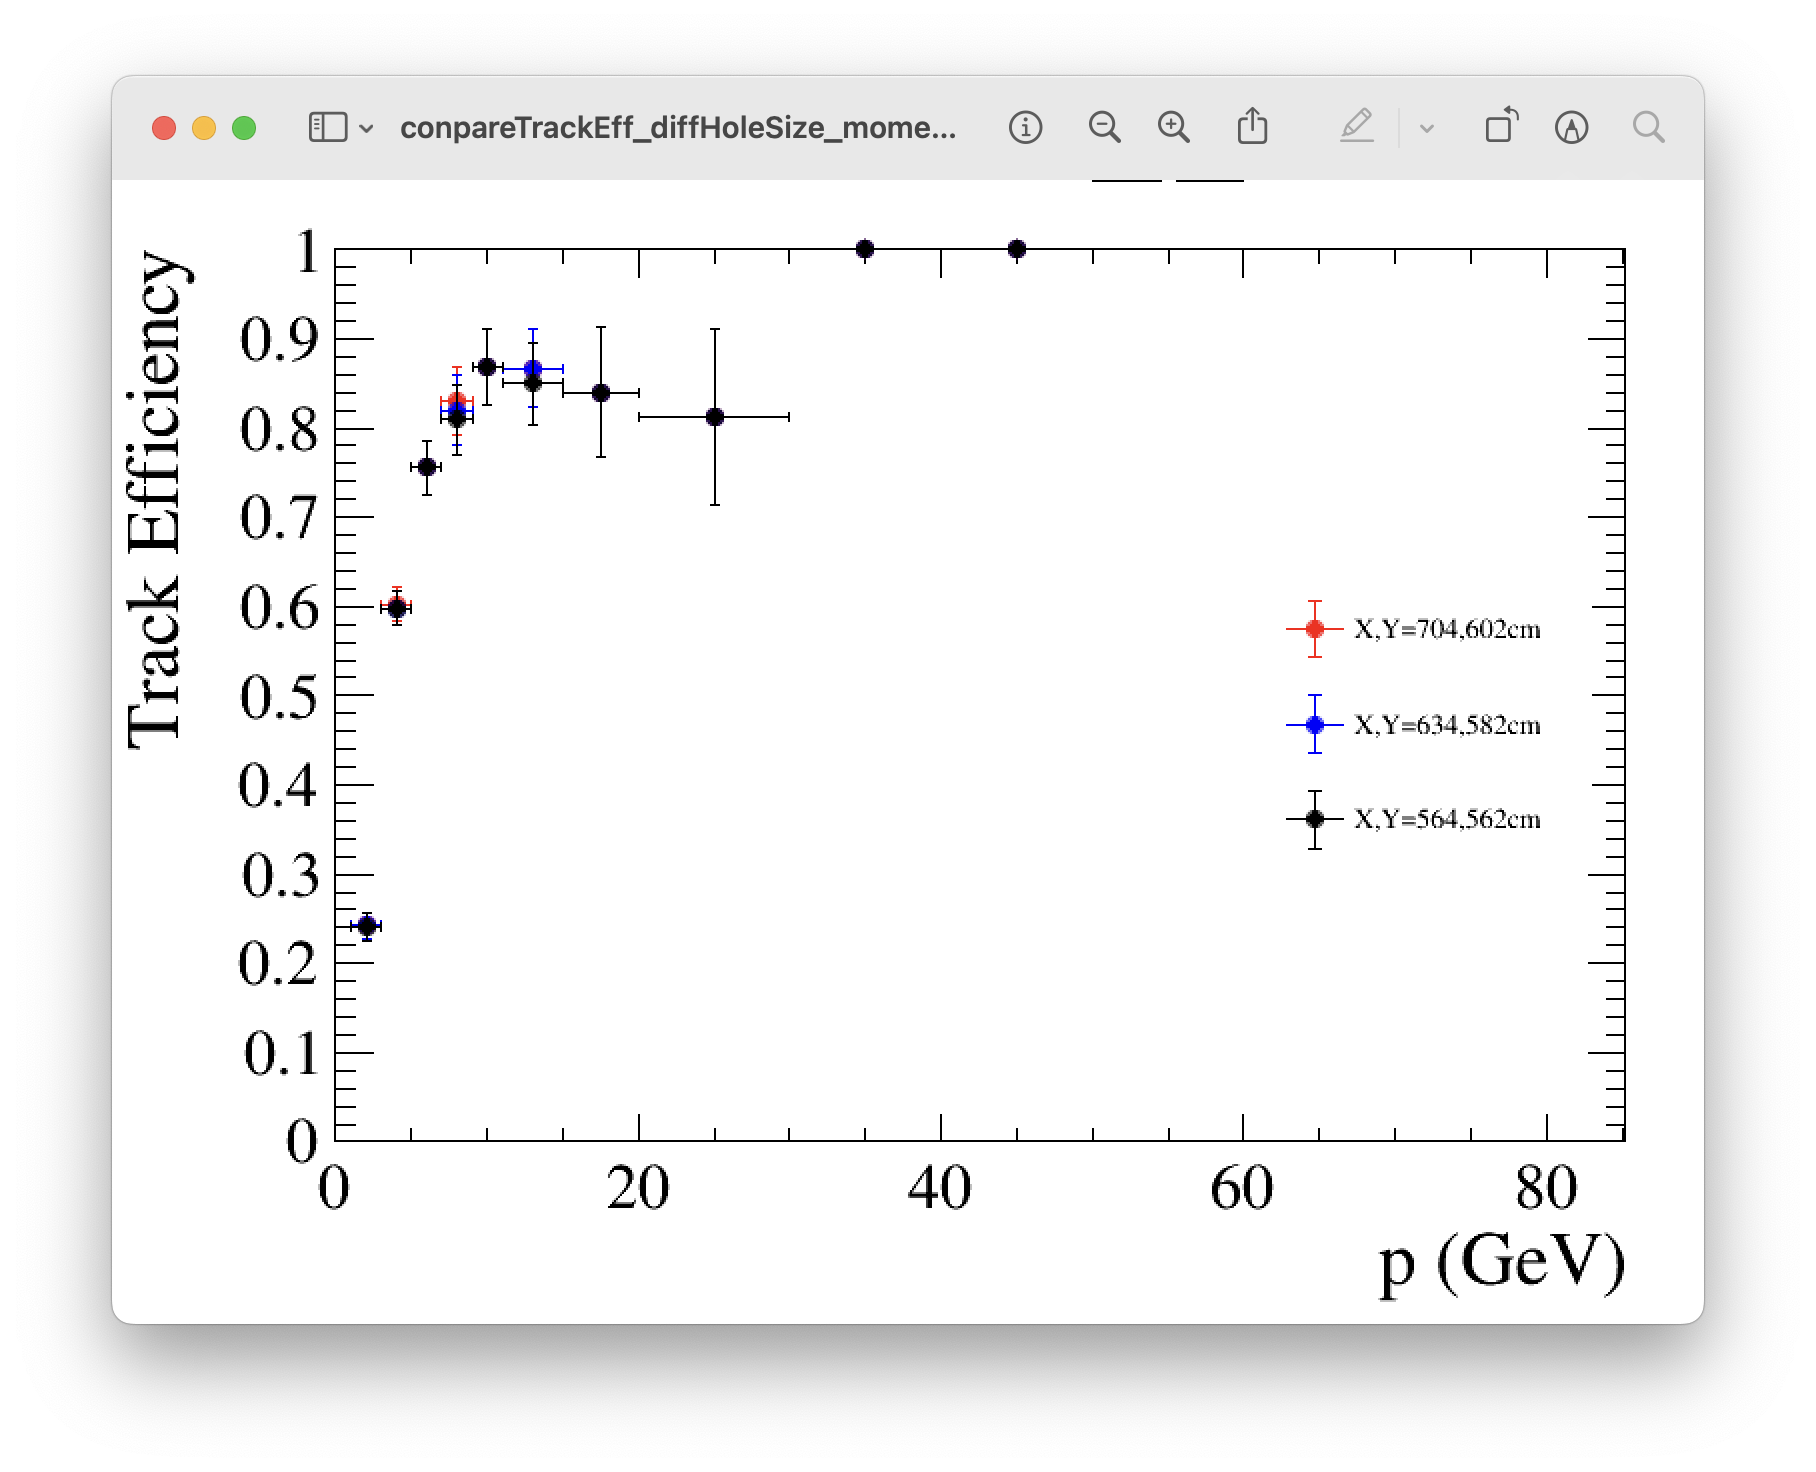 conpareTrackEff_diffHoleSize_mome...
Track Efficiency
1
0.9
0.8
0.7
0.6
0.5
0.4
0.3
0.2
0.1
0
X,Y=704,602cm
X,Y=634,582cm
X,Y=564,562cm
0 20 40 60 80
p (GeV)